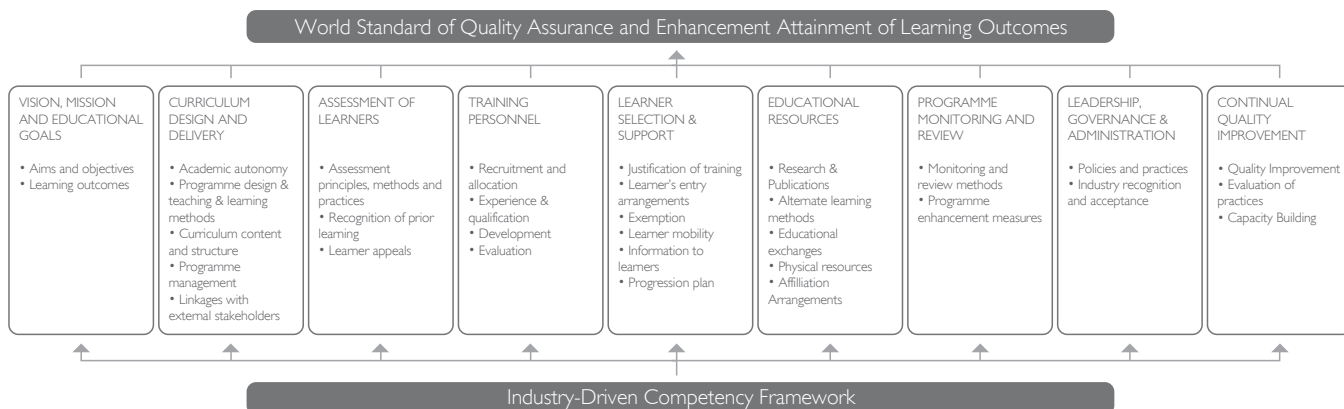 World Standard of Quality Assurance and Enhancement Attainment of Learning Outcomes
VISION, MISSION
AND EDUCATIONAL
GOALS
• Aims and objectives
• Learning outcomes
CURRICULUM
DESIGN AND
DELIVERY
• Academic autonomy
• Programme design &
teaching & learning
methods
• Curriculum content
and structure
• Programme
management
• Linkages with
external stakeholders
ASSESSMENT OF
LEARNERS
• Assessment
principles, methods and
practices
• Recognition of prior
learning
• Learner appeals
TRAINING
PERSONNEL
• Recruitment and
allocation
• Experience &
qualification
• Development
• Evaluation
LEARNER
SELECTION &
SUPPORT
• Justification of training
• Learner's entry
arrangements
• Exemption
• Learner mobility
• Information to
learners
• Progression plan
EDUCATIONAL
RESOURCES
• Research &
Publications
• Alternate learning
methods
• Educational
exchanges
• Physical resources
• Affilliation
Arrangements
PROGRAMME
MONITORING AND
REVIEW
• Monitoring and
review methods
• Programme
enhancement measures
LEADERSHIP,
GOVERNANCE &
ADMINISTRATION
• Policies and practices
• Industry recognition
and acceptance
CONTINUAL
QUALITY
IMPROVEMENT
• Quality Improvement
• Evaluation of
practices
• Capacity Building
Industry-Driven Competency Framework